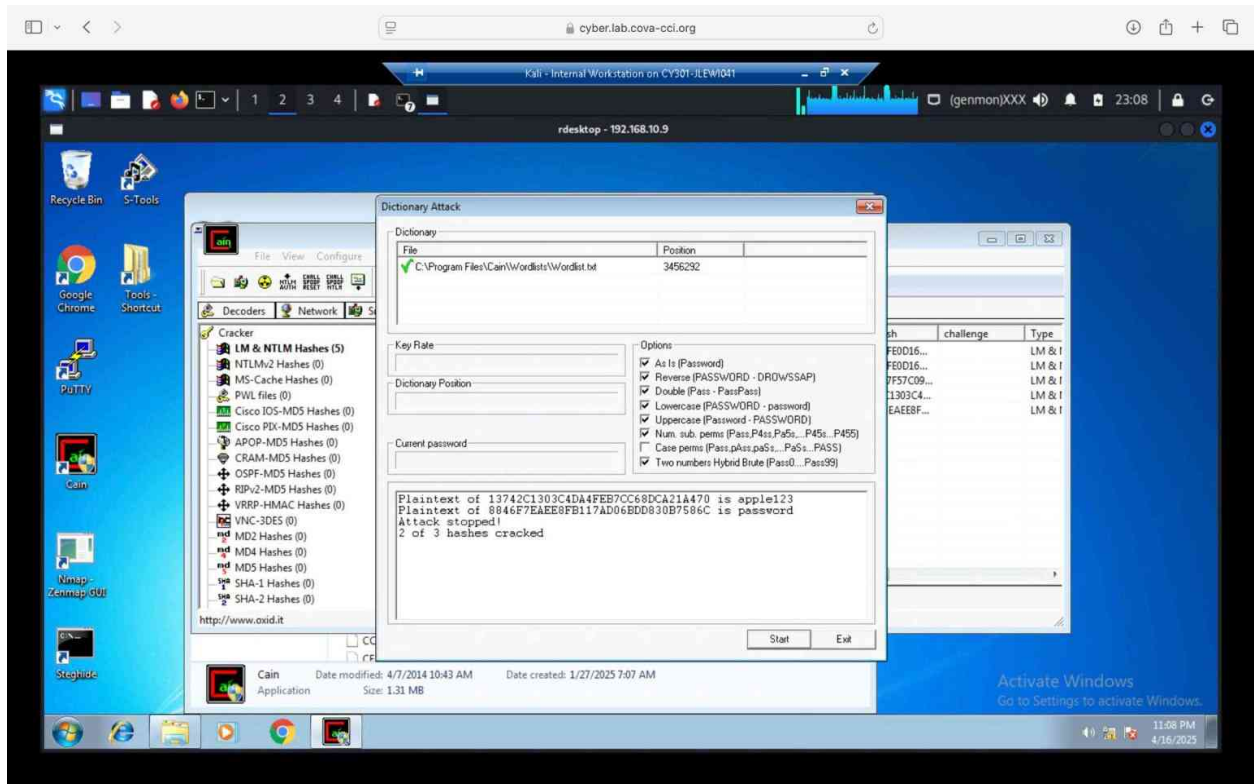 cyber.lab.cova-cci.org
Kali - Internal Workstation on CY301-JLEWI041
1 2 3 4
(genmon)XXX
23:08
rdesktop - 192.168.10.9
Recycle Bin
S-Tools
Google Chrome
Tools - Shortcut
PuTTY
Cain
Nmap - Zenmap GUI
Steghide
File View Configure
Decoders
Network
Cracker
LM & NTLM Hashes (5)
NTLMv2 Hashes (0)
MS-Cache Hashes (0)
PWL files (0)
Cisco IOS-MD5 Hashes (0)
Cisco PIX-MD5 Hashes (0)
APOP-MD5 Hashes (0)
CRAM-MD5 Hashes (0)
OSPF-MD5 Hashes (0)
RIPv2-MD5 Hashes (0)
VRRP-HMAC Hashes (0)
VNC-3DES (0)
MD2 Hashes (0)
MD4 Hashes (0)
MD5 Hashes (0)
SHA-1 Hashes (0)
SHA-2 Hashes (0)
http://www.oxid.it
Dictionary Attack
Dictionary
File Position
C:\Program Files\Cain\Wordlists\Wordlist.txt 3456292
Key Rate
Dictionary Position
Current password
Options
As Is (Password)
Reverse (PASSWORD - DROWSSAP)
Double (Pass - PassPass)
Lowercase (PASSWORD - password)
Uppercase (Password - PASSWORD)
Num. sub. perms (Pass,P4ss,Pa5s,...P45s...P455)
Case perms (Pass,pAss,paSs,...PaSs...PASS)
Two numbers Hybrid Brute (Pass0....Pass99)
Plaintext of 13742C1303C4DA4FEB7CC68DCA21A470 is apple123
Plaintext of 8846F7EAEE8FB117AD06BDD830B7586C is password
Attack stopped!
2 of 3 hashes cracked
Start Exit
sh challenge Type
FE0D16... LM & 
FE0D16... LM & 
7F57C09... LM & 
C1303C4... LM & 
EAEE8F... LM & 
Cain Date modified: 4/7/2014 10:43 AM Date created: 1/27/2025 7:07 AM
Application Size: 1.31 MB
Activate Windows
Go to Settings to activate Windows.
11:08 PM
4/16/2025